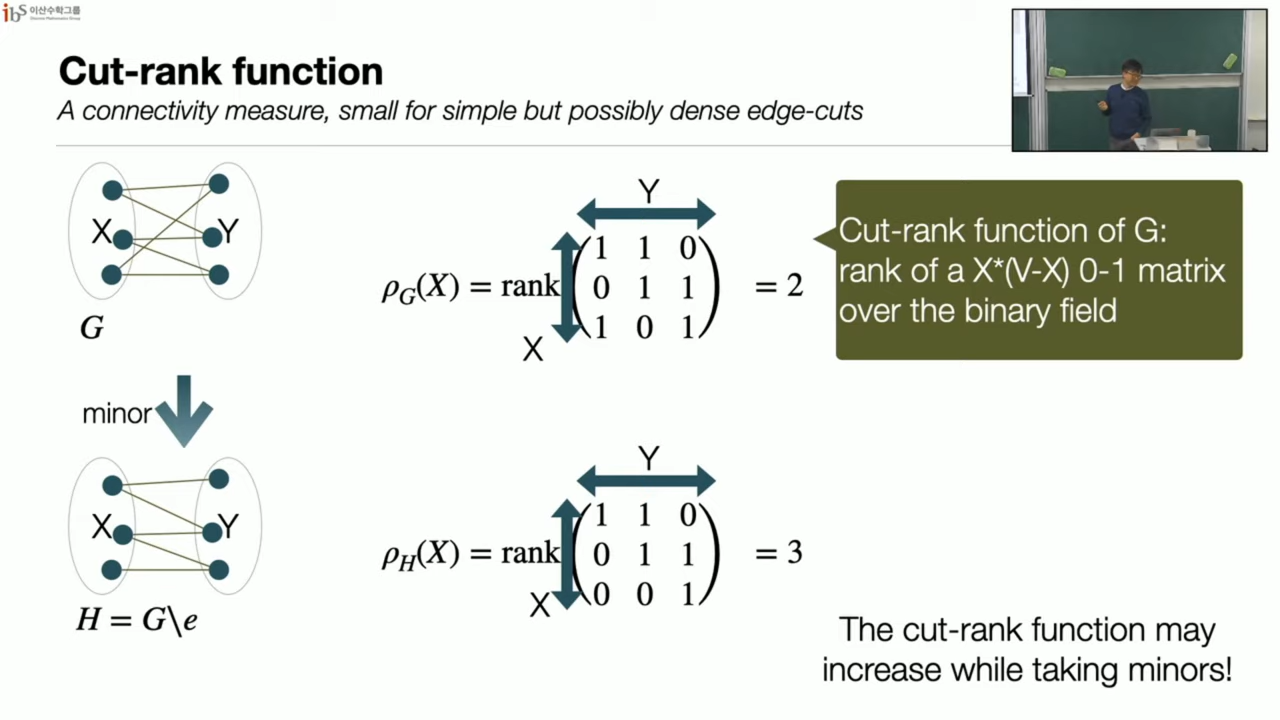 ibS 이산수학그룹
Discrete Mathematics Group
Cut-rank function
A connectivity measure, small for simple but possibly dense edge-cuts
X Y
G
Y
ρ_G(X) = rank
1 1 0
0 1 1
1 0 1
= 2
X
Cut-rank function of G:
rank of a X*(V-X) 0-1 matrix
over the binary field
minor
X Y
H = G\e
Y
ρ_H(X) = rank
1 1 0
0 1 1
0 0 1
= 3
X
The cut-rank function may
increase while taking minors!